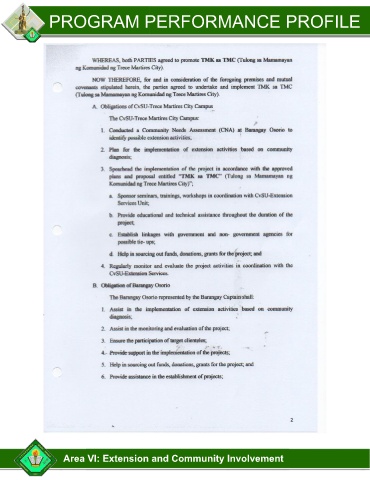 PROGRAM PERFORMANCE PROFILE
WHEREAS, both PARTIES agreed to promote TMK sa TMC (Tulong sa Mamamayan
ng Komunidad ng Trece Martires City).
NOW THEREFORE, for and in consideration of the foregoing premises and mutual
covenants stipulated herein, the parties agreed to undertake and implement TMK sa TMC
(Tulong sa Mamamayan ng Komunidad ng Trece Martires City).
A. Obligations of CvSU-Trece Martires City Campus
The CvSU-Trece Martires City Campus:
1. Conducted a Community Needs Assessment (CNA) at Barangay Osorio to
identify possible extension activities,
2. Plan for the implementation of extension activities based on community
diagnosis;
3. Spearhead the implementation of the project in accordance with the approved
plans and proposal entitled "TMK sa TMC" (Tulong sa Mamamayan ng
Komunidad ng Trece Martires City)";
a. Sponsor seminars, trainings, workshops in coordination with CvSU-Extension
Services Unit;
b. Provide educational and technical assistance throughout the duration of the
project;
c. Establish linkages with government and non- government agencies for
possible tie- ups;
d. Help in sourcing out funds, donations, grants for the project; and
4. Regularly monitor and evaluate the project activities in coordination with the
CvSU-Extension Services.
B. Obligation of Barangay Osorio
The Barangay Osorio represented by the Barangay Captain shall:
1. Assist in the implementation of extension activities based on community
diagnosis;
2. Assist in the monitoring and evaluation of the project;
3. Ensure the participation of target clienteles;
4. Provide support in the implementation of the projects;
5. Help in sourcing out funds, donations, grants for the project; and
6. Provide assistance in the establishment of projects;
2
Area VI: Extension and Community Involvement